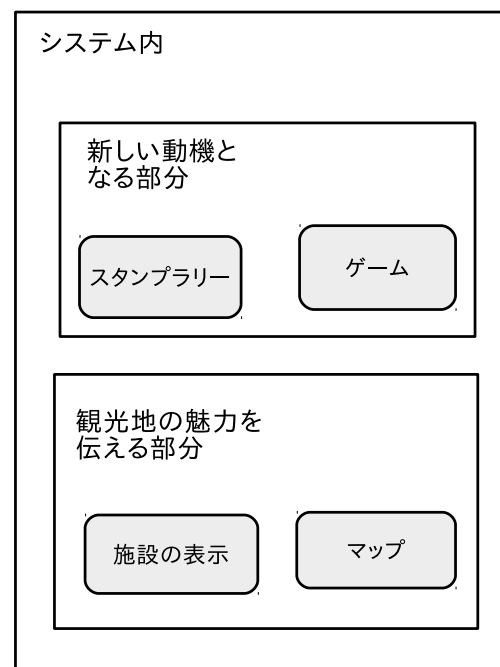 システム内
新しい動機と
なる部分
スタンプラリー
ゲーム
観光地の魅力を
伝える部分
施設の表示
マップ